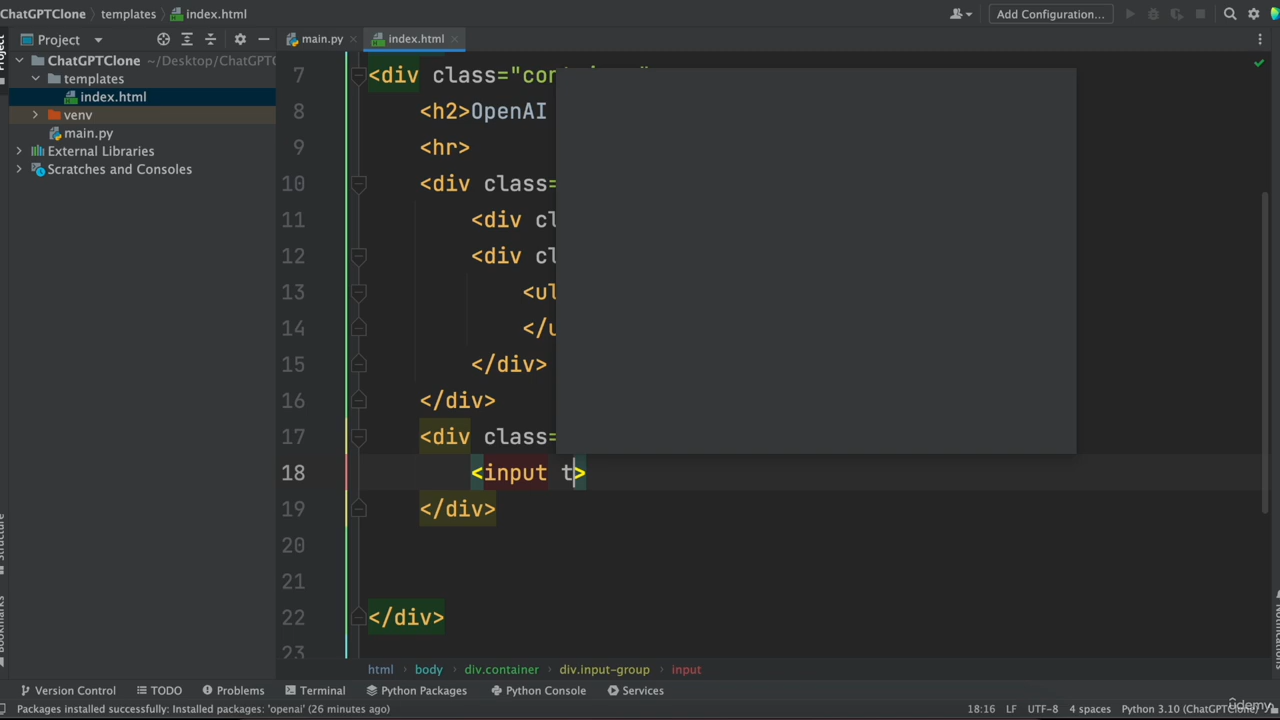 ChatGPTClone templates index.html Add Configuration...
Project main.py index.html
ChatGPTClone ~/Desktop/ChatGPTC
templates
index.html
venv
main.py
External Libraries
Scratches and Consoles
7 <div class="con
8 <h2>OpenAI
9 <hr>
10 <div class=
11 <div cl
12 <div cl
13 <ul
14 </u
15 </div>
16 </div>
17 <div class=
18 <input t>
19 </div>
20
21
22 </div>
23
html body div.container div.input-group input
Version Control TODO Problems Terminal Python Packages Python Console Services
Packages installed successfully: Installed packages: 'openai' (26 minutes ago) 18:16 LF UTF-8 4 spaces Python 3.10 (ChatGPTClone)
Udemy
Bookmarks
Notifications